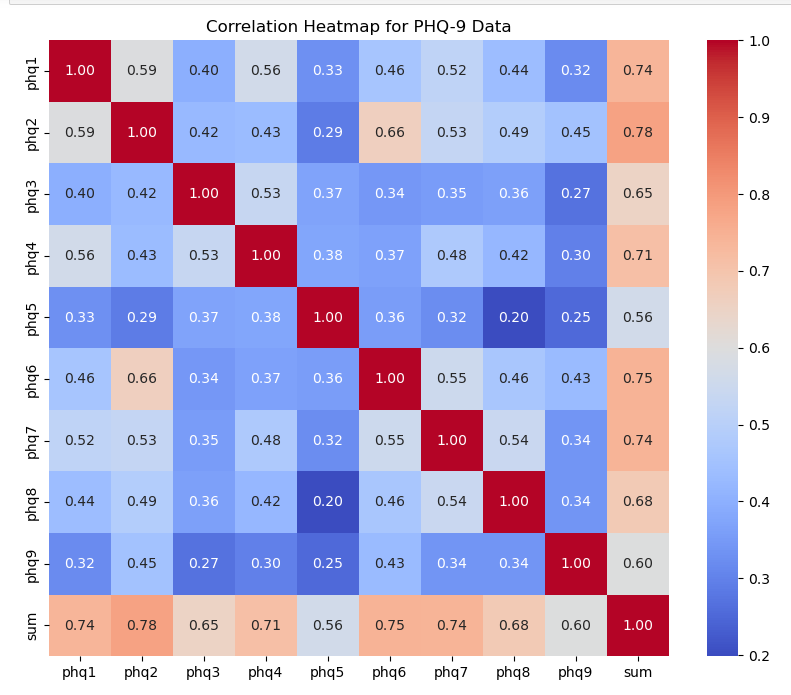 Correlation Heatmap for PHQ-9 Data
phq1 1.00 0.59 0.40 0.56 0.33 0.46 0.52 0.44 0.32 0.74
phq2 0.59 1.00 0.42 0.43 0.29 0.66 0.53 0.49 0.45 0.78
phq3 0.40 0.42 1.00 0.53 0.37 0.34 0.35 0.36 0.27 0.65
phq4 0.56 0.43 0.53 1.00 0.38 0.37 0.48 0.42 0.30 0.71
phq5 0.33 0.29 0.37 0.38 1.00 0.36 0.32 0.20 0.25 0.56
phq6 0.46 0.66 0.34 0.37 0.36 1.00 0.55 0.46 0.43 0.75
phq7 0.52 0.53 0.35 0.48 0.32 0.55 1.00 0.54 0.34 0.74
phq8 0.44 0.49 0.36 0.42 0.20 0.46 0.54 1.00 0.34 0.68
phq9 0.32 0.45 0.27 0.30 0.25 0.43 0.34 0.34 1.00 0.60
sum 0.74 0.78 0.65 0.71 0.56 0.75 0.74 0.68 0.60 1.00
phq1 phq2 phq3 phq4 phq5 phq6 phq7 phq8 phq9 sum
1.0
0.9
0.8
0.7
0.6
0.5
0.4
0.3
0.2